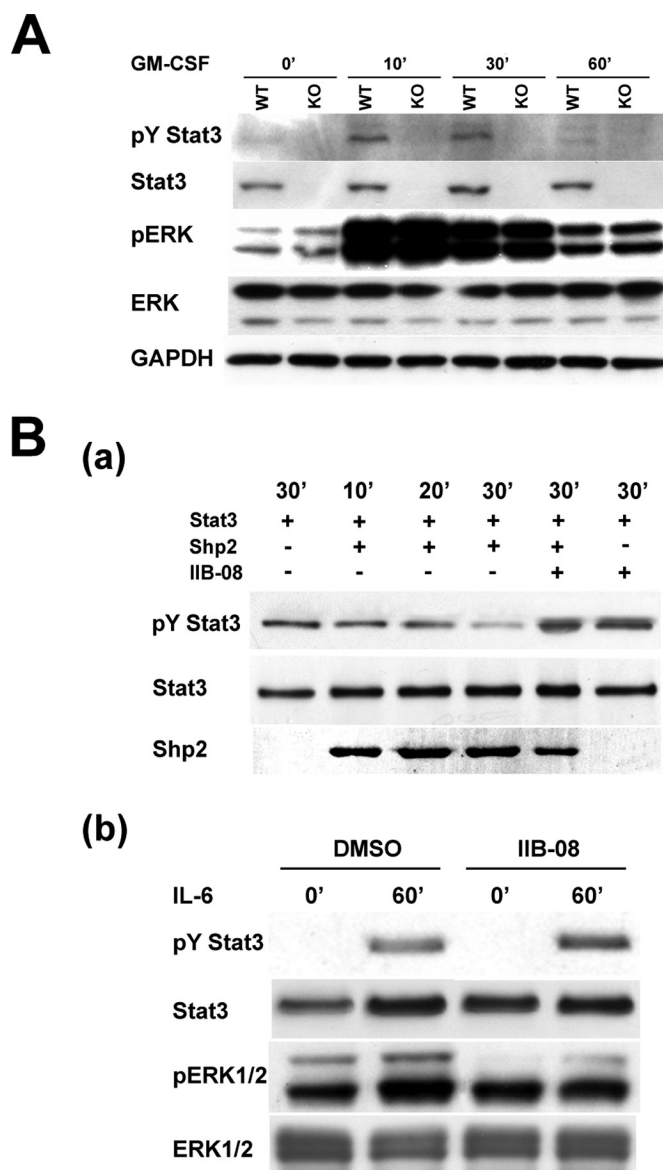 A
GM-CSF 0’ 10’ 30’ 60’
WT KO WT KO WT KO WT KO
pY Stat3
Stat3
pERK
ERK
GAPDH
B
(a)
30’ 10’ 20’ 30’ 30’ 30’
Stat3 + + + + + +
Shp2 - + + + + -
IIB-08 - - - - + +
pY Stat3
Stat3
Shp2
(b)
DMSO IIB-08
IL-6 0’ 60’ 0’ 60’
pY Stat3
Stat3
pERK1/2
ERK1/2